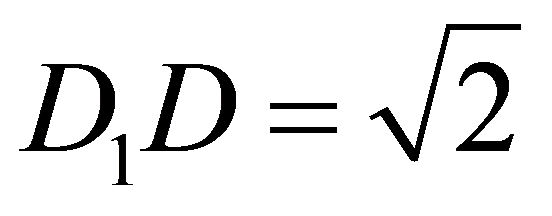 D₁D = √2